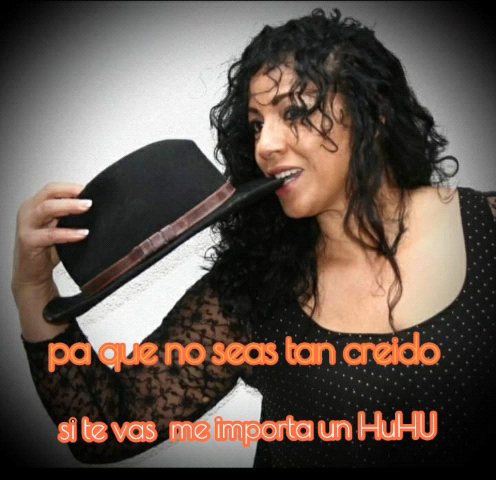 pa que no seas tan creido
si te vas me importa un HuHU